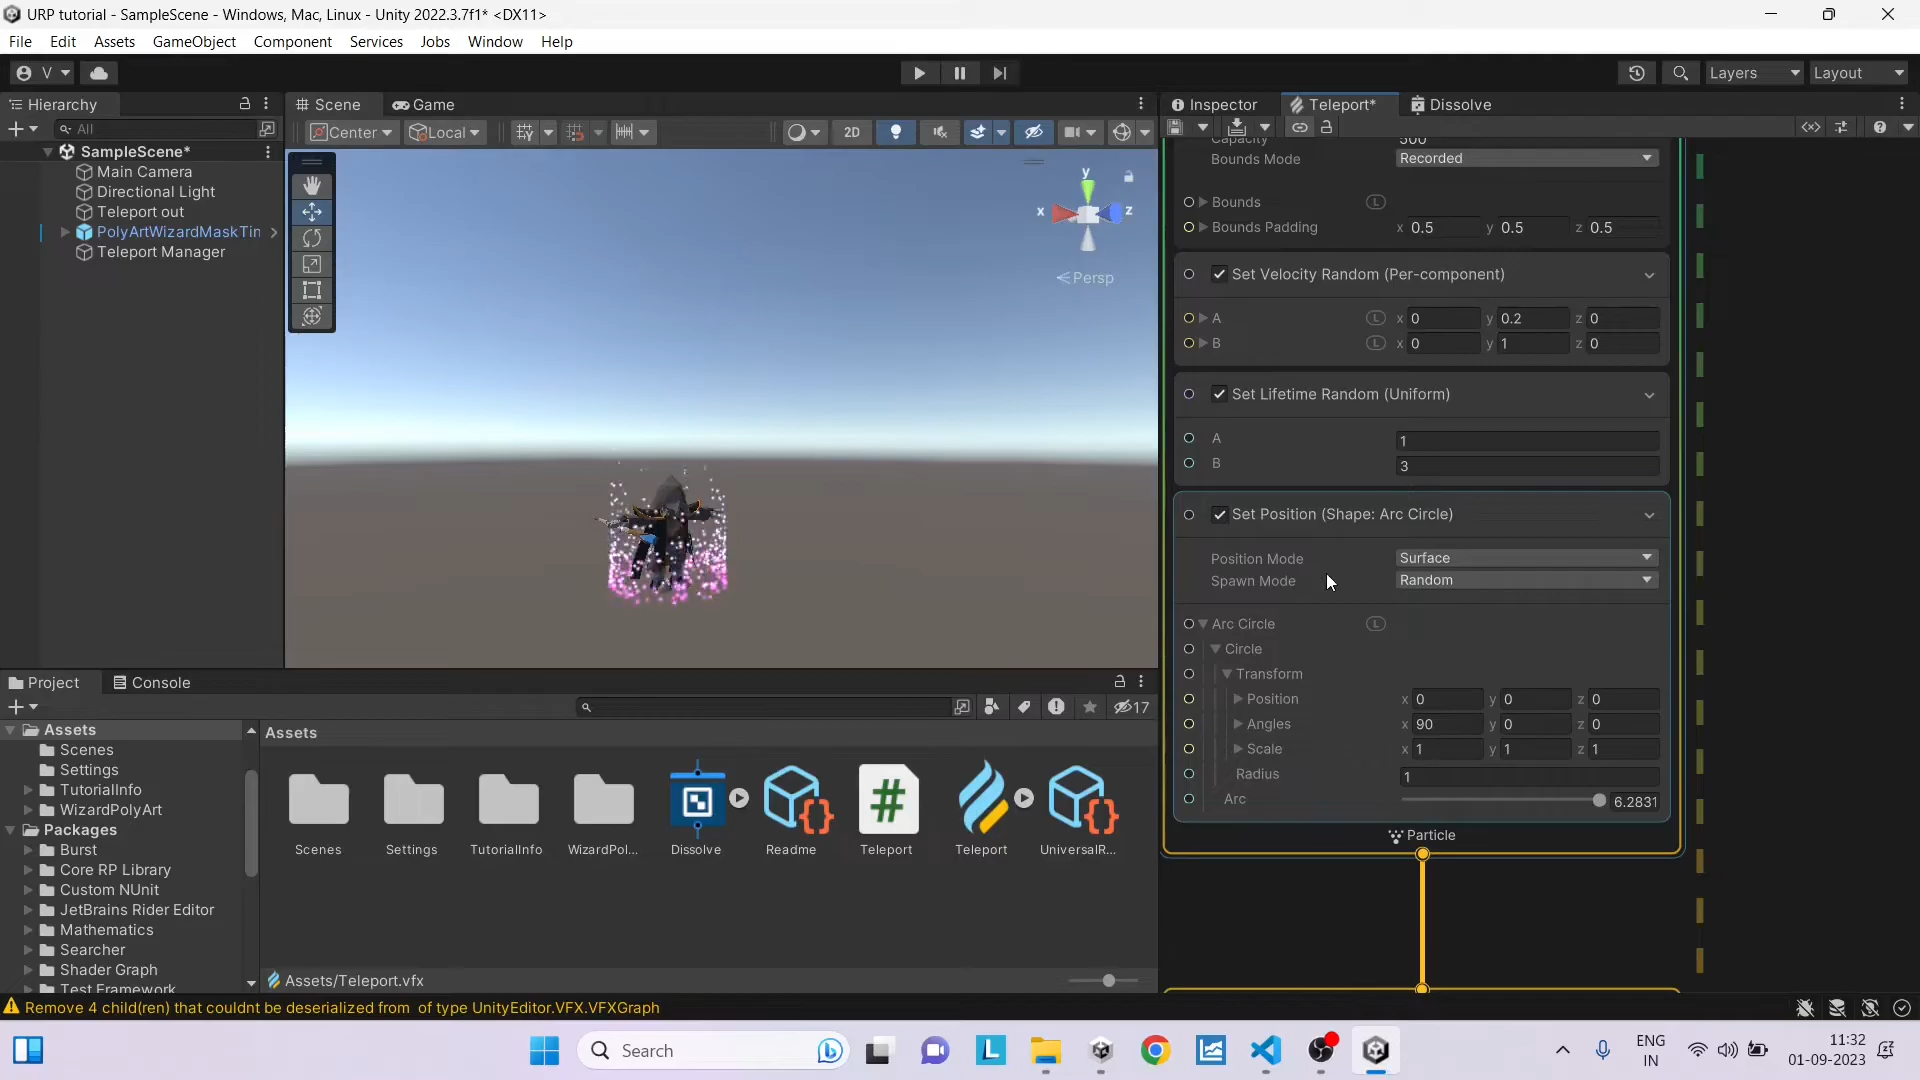 URP tutorial - SampleScene - Windows, Mac, Linux - Unity 2022.3.7f1* <DX11>
File Edit Assets GameObject Component Services Jobs Window Help
V
Layers Layout
Hierarchy
All
SampleScene*
Main Camera
Directional Light
Teleport out
PolyArtWizardMaskTin
Teleport Manager
Scene Game
Center Local 2D
y
x z
Persp
Inspector Teleport* Dissolve
Capacity 500
Bounds Mode Recorded
Bounds L
Bounds Padding x 0.5 y 0.5 z 0.5
Set Velocity Random (Per-component)
A L x 0 y 0.2 z 0
B L x 0 y 1 z 0
Set Lifetime Random (Uniform)
A 1
B 3
Set Position (Shape: Arc Circle)
Position Mode Surface
Spawn Mode Random
Arc Circle L
Circle
Transform
Position x 0 y 0 z 0
Angles x 90 y 0 z 0
Scale x 1 y 1 z 1
Radius 1
Arc 6.2831
Particle
Project Console
17
Assets
Scenes
Settings
TutorialInfo
WizardPolyArt
Packages
Burst
Core RP Library
Custom NUnit
JetBrains Rider Editor
Mathematics
Searcher
Shader Graph
Test Framework
Assets
Scenes Settings TutorialInfo WizardPol... Dissolve Readme Teleport Teleport UniversalR...
Assets/Teleport.vfx
Remove 4 child(ren) that couldnt be deserialized from of type UnityEditor.VFX.VFXGraph
Search
L
ENG
IN
11:32
01-09-2023